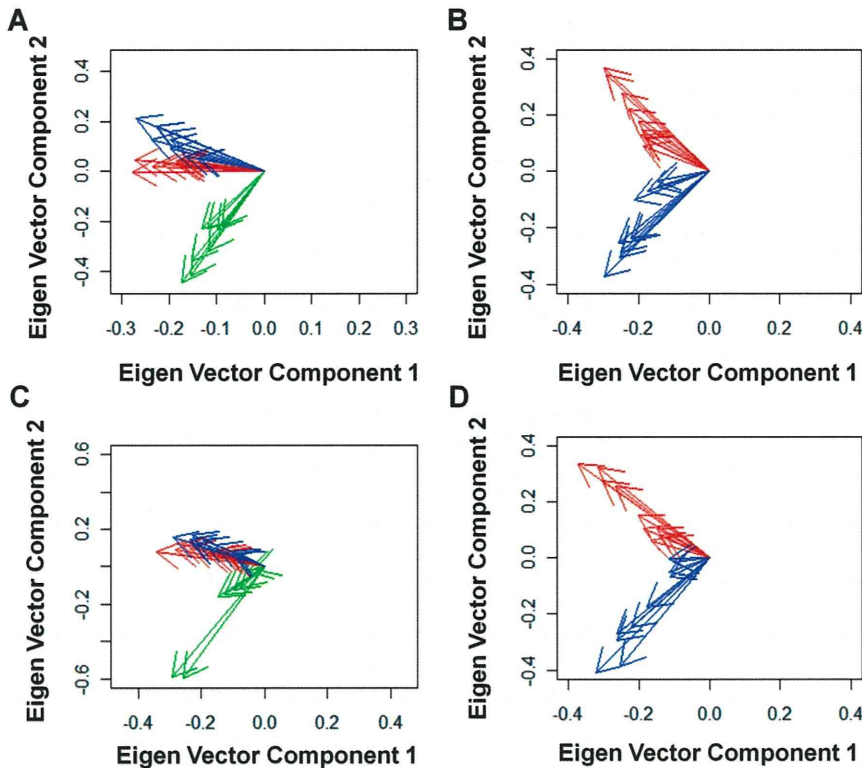 A
Eigen Vector Component 2
0.4
0.2
0.0
-0.2
-0.4
-0.3 -0.2 -0.1 0.0 0.1 0.2 0.3
Eigen Vector Component 1
B
Eigen Vector Component 2
0.4
0.2
0.0
-0.2
-0.4
-0.4 -0.2 0.0 0.2 0.4
Eigen Vector Component 1
C
Eigen Vector Component 2
0.6
0.2
-0.2
-0.6
-0.4 -0.2 0.0 0.2 0.4
Eigen Vector Component 1
D
Eigen Vector Component 2
0.4
0.2
0.0
-0.2
-0.4
-0.4 -0.2 0.0 0.2 0.4
Eigen Vector Component 1